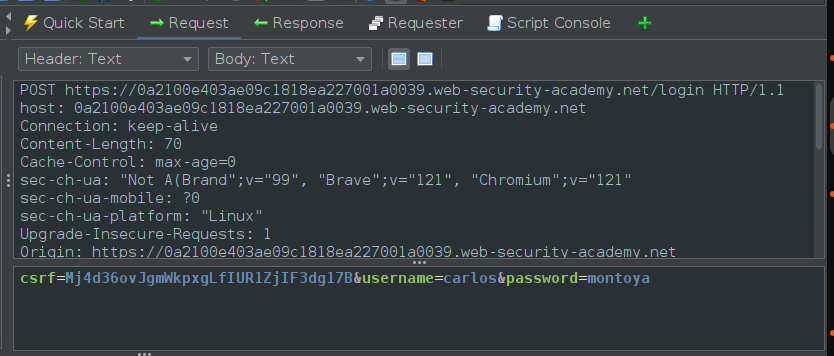 Quick Start Request Response Requester Script Console
Header: Text Body: Text
POST https://0a2100e403ae09c1818ea227001a0039.web-security-academy.net/login HTTP/1.1
host: 0a2100e403ae09c1818ea227001a0039.web-security-academy.net
Connection: keep-alive
Content-Length: 70
Cache-Control: max-age=0
sec-ch-ua: "Not A(Brand";v="99", "Brave";v="121", "Chromium";v="121"
sec-ch-ua-mobile: ?0
sec-ch-ua-platform: "Linux"
Upgrade-Insecure-Requests: 1
Origin: https://0a2100e403ae09c1818ea227001a0039.web-security-academy.net
csrf=Mj4d36ovJgmWkpxgLfIUR1ZjIF3dg17B&username=carlos&password=montoya